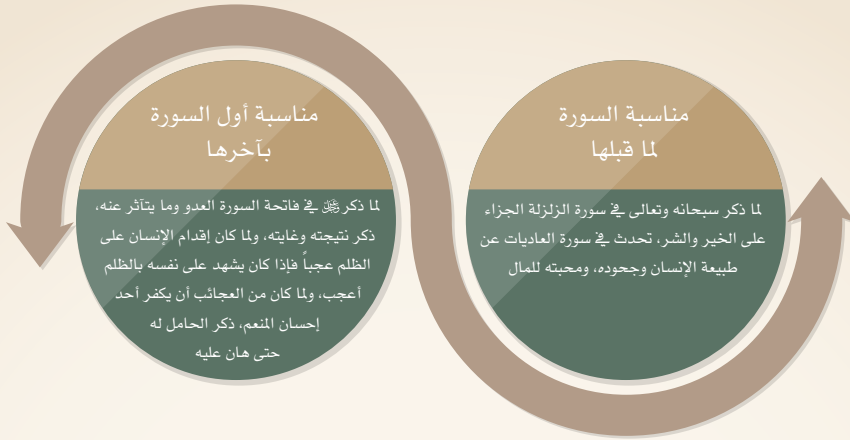 مناسبة السورة
لما قبلها
لما ذكر سبحانه وتعالى في سورة الزلزلة الجزاء
على الخير والشر، تحدث في سورة العاديات عن
طبيعة الإنسان وجحوده، ومحبته للمال
مناسبة أول السورة
بآخرها
لما ذكر ﷻ في فاتحة السورة العدو وما يتأثر عنه،
ذكر نتيجته وغايته، ولما كان إقدام الإنسان على
الظلم عجباً فإذا كان يشهد على نفسه بالظلم
أعجب، ولما كان من العجائب أن يكفر أحد
إحسان المنعم، ذكر الحامل له
حتى هان عليه